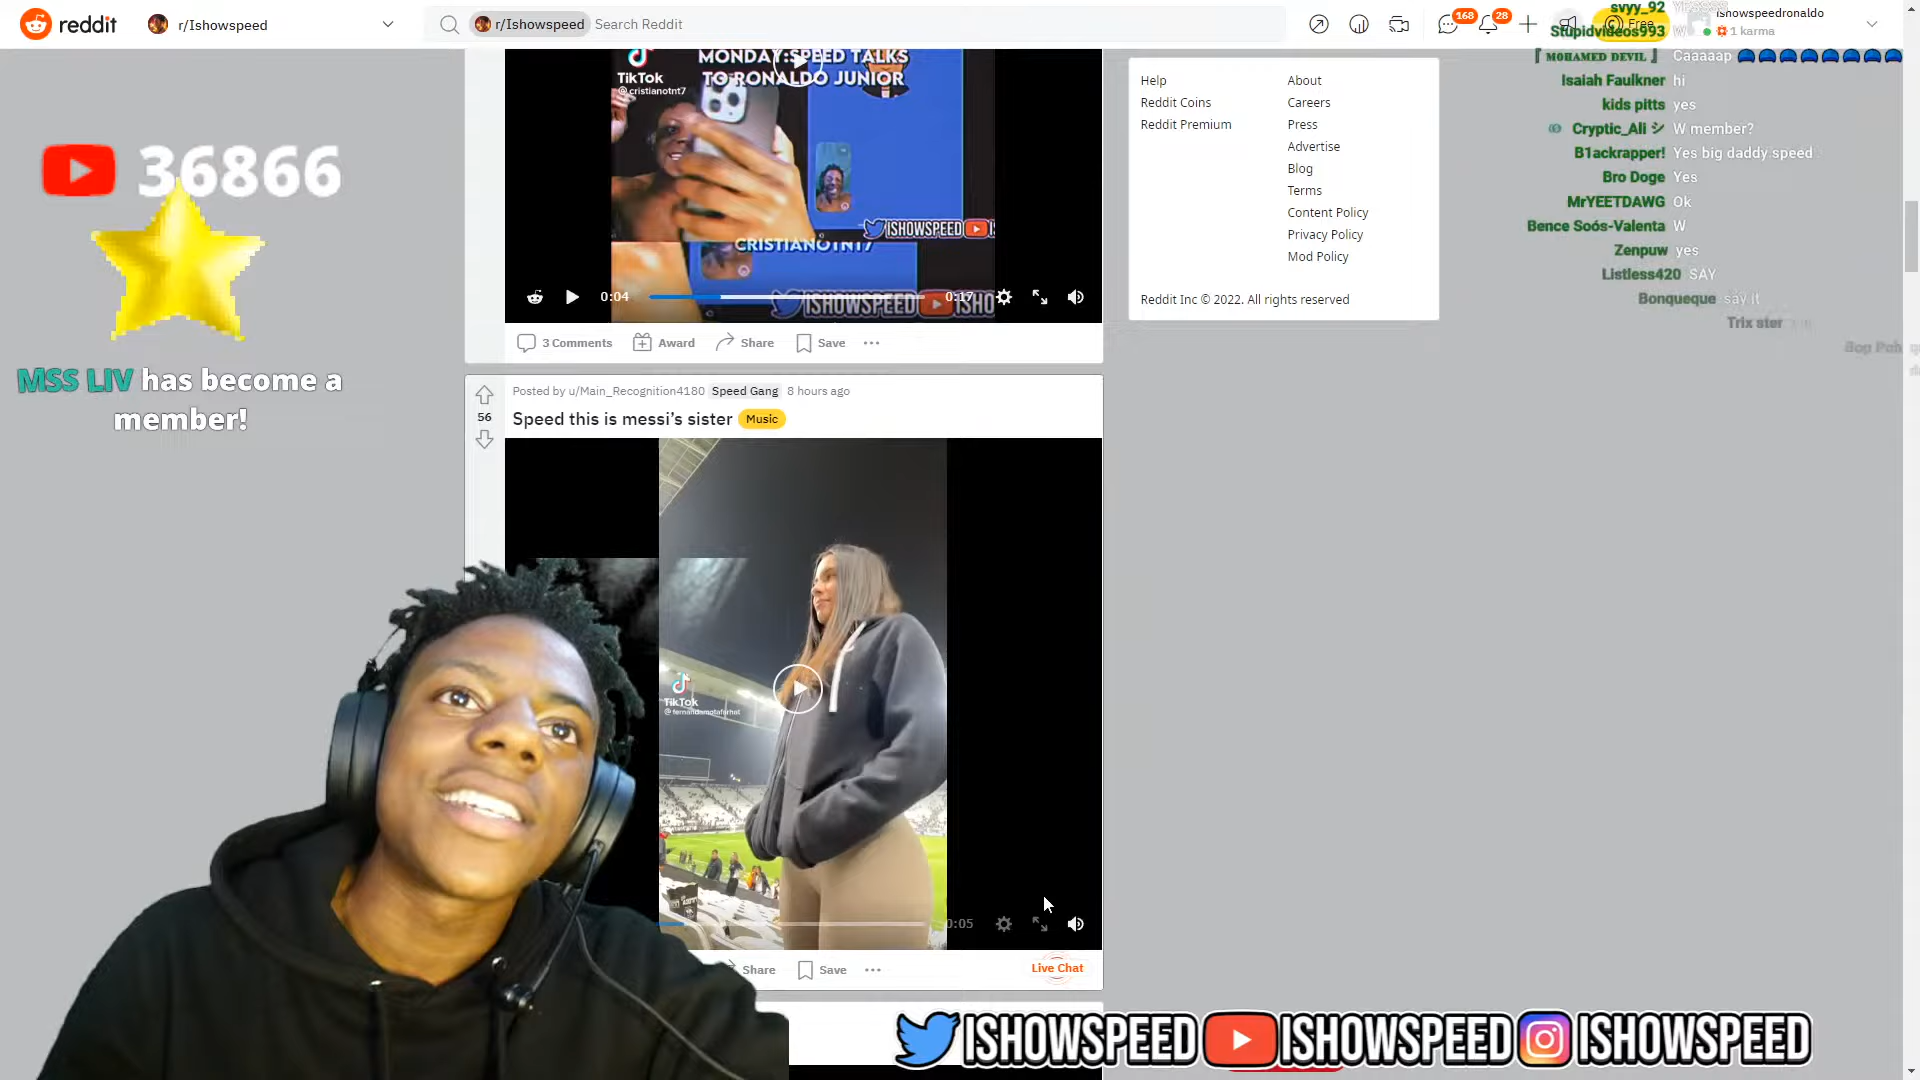 reddit
r/Ishowspeed
r/Ishowspeed Search Reddit
168
28
Free
ishowspeedronaldo
1 karma
MONDAY:SPEED TALKS
TO RONALDO JUNIOR
TikTok
@cristianotnt7
ISHOWSPEED
CRISTIANOTNT7
ISHOWSPEED
ISHO
0:04
0:17
3 Comments
Award
Share
Save
Help
Reddit Coins
Reddit Premium
About
Careers
Press
Advertise
Blog
Terms
Content Policy
Privacy Policy
Mod Policy
Reddit Inc © 2022. All rights reserved
36866
MSS LIV has become a
member!
svyy_92
Stupidvideos993 W
『 MOHAMED DEVIL 』 Caaaaap
Isaiah Faulkner hi
kids pitts yes
Cryptic_Ali シ W member?
B1ackrapper! Yes big daddy speed
Bro Doge Yes
MrYEETDAWG Ok
Bence Soós-Valenta W
Zenpuw yes
Listless420 SAY
Bonqueque say it
Trix ster
Posted by u/Main_Recognition4180 Speed Gang 8 hours ago
56
Speed this is messi's sister Music
TikTok
@fernandamotafarhat
0:05
Share
Save
Live Chat
ISHOWSPEED
ISHOWSPEED
ISHOWSPEED